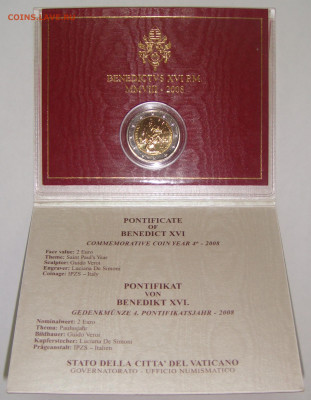 COINS.SU
BENEDICTVS XVI P.M.
MMVIII - 2008
PONTIFICATE
OF
BENEDICT XVI
COMMEMORATIVE COIN YEAR 4° - 2008
Face value: 2 Euro
Theme: Saint Paul's Year
Sculptor: Guido Veroi
Engraver: Luciana De Simoni
Coinage: IPZS - Italy
PONTIFIKAT
VON
BENEDIKT XVI.
GEDENKMÜNZE 4. PONTIFIKATSJAHR - 2008
Nominalwert: 2 Euro
Thema: Paulusjahr
Bildhauer: Guido Veroi
Kupferstecher: Luciana De Simoni
Prägeanstalt: IPZS - Italien
STATO DELLA CITTA' DEL VATICANO
GOVERNATORATO - UFFICIO NUMISMATICO